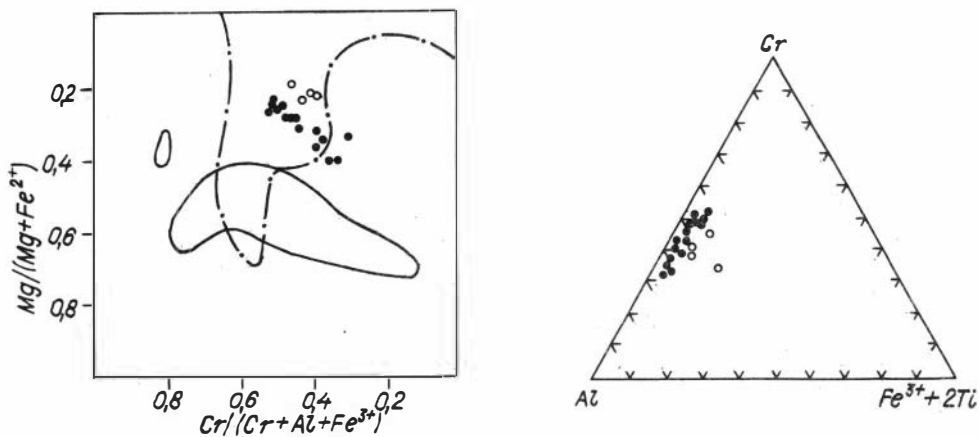 0,2
0,4
0,6
0,8
Mg/(Mg+Fe²⁺)
0,8 0,6 0,4 0,2
Cr/(Cr+Al+Fe³⁺)
Cr
Al
Fe³⁺+2Ti